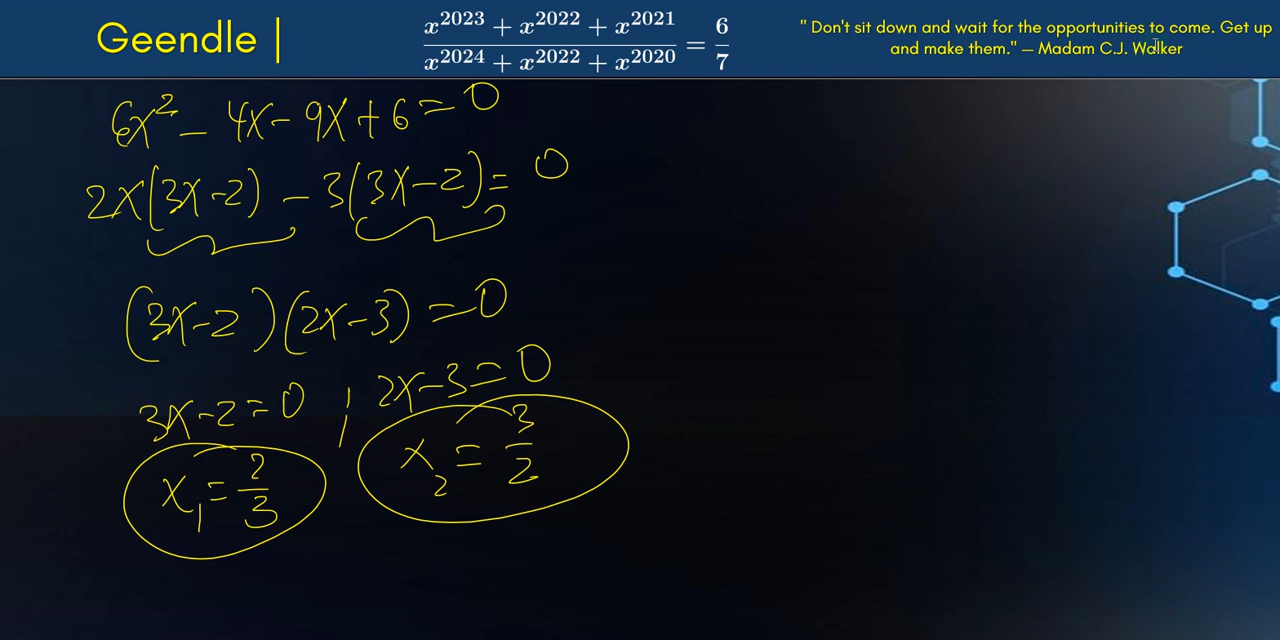 Geendle |
x^2023 + x^2022 + x^2021 / x^2024 + x^2022 + x^2020 = 6/7
" Don't sit down and wait for the opportunities to come. Get up
and make them." — Madam C.J. Walker
6x² - 4x - 9x + 6 = 0
2x(3x-2) - 3(3x-2) = 0
(3x-2)(2x-3) = 0
3x-2=0 ; 2x-3=0
x₁ = 2/3 x₂ = 3/2